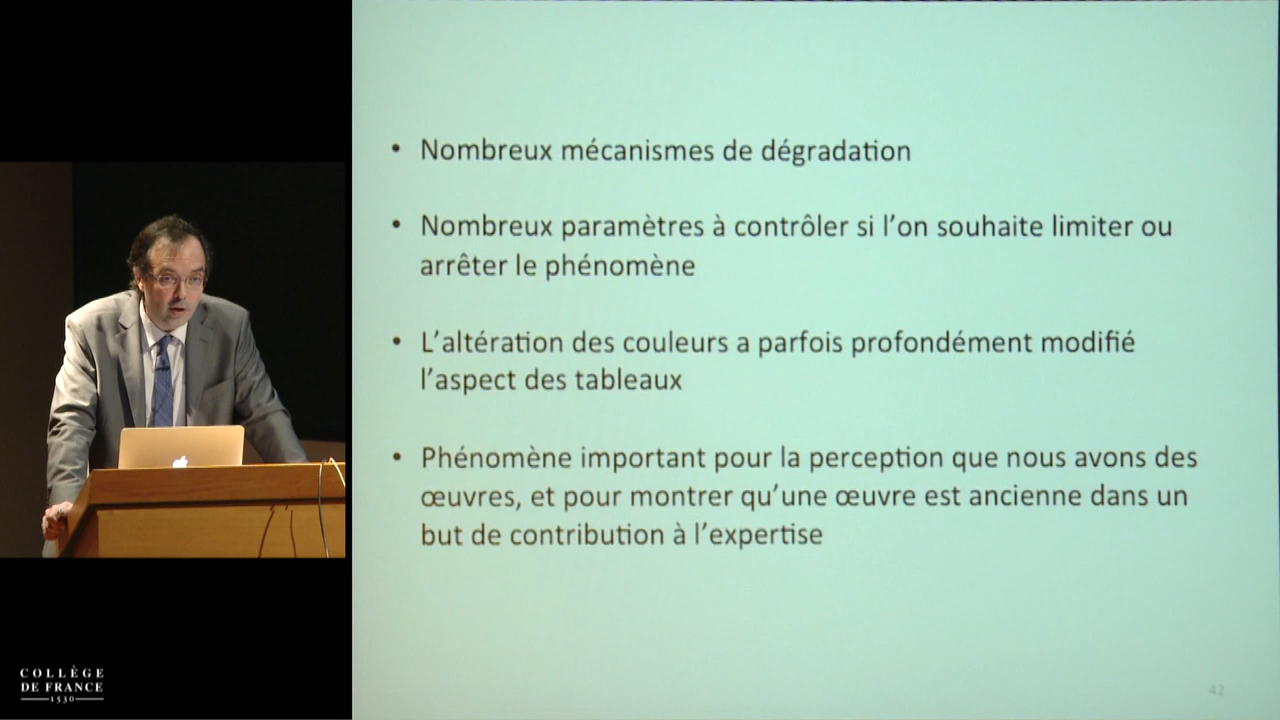 • Nombreux mécanismes de dégradation
• Nombreux paramètres à contrôler si l'on souhaite limiter ou
arrêter le phénomène
• L'altération des couleurs a parfois profondément modifié
l'aspect des tableaux
• Phénomène important pour la perception que nous avons des
œuvres, et pour montrer qu'une œuvre est ancienne dans un
but de contribution à l'expertise
42
COLLÈGE
DE FRANCE
1530